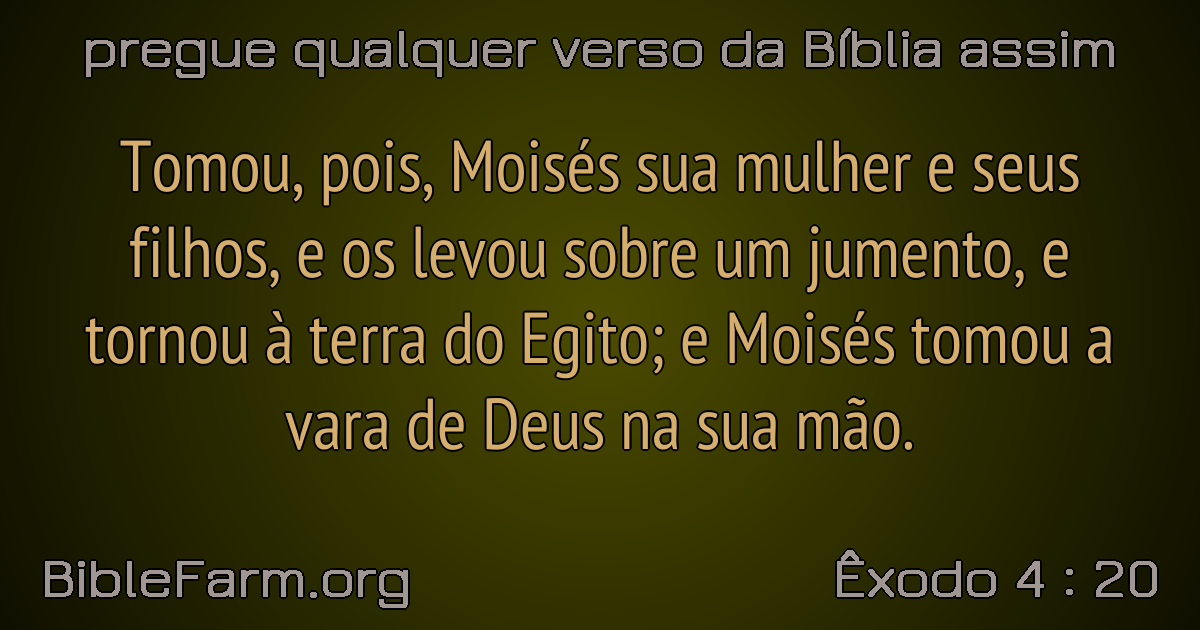 pregue qualquer verso da Bíblia assim
Tomou, pois, Moisés sua mulher e seus
filhos, e os levou sobre um jumento, e
tornou à terra do Egito; e Moisés tomou a
vara de Deus na sua mão.
BibleFarm.org
Êxodo 4 : 20